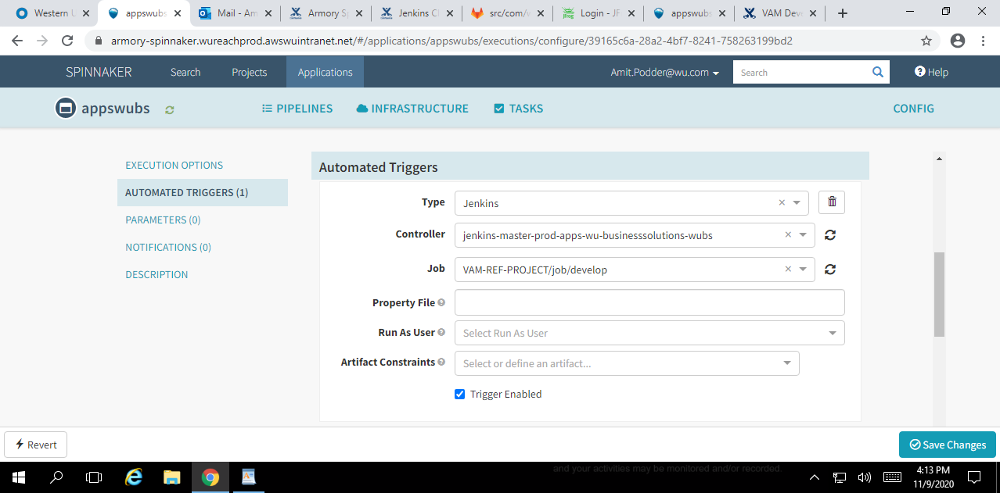 Western U
appswubs
Mail - Am
Armory Sp
Jenkins Cl
src/com/v
Login - JF
appswubs
VAM Dev
armory-spinnaker.wureachprod.awswuintranet.net/#/applications/appswubs/executions/configure/39165c6a-28a2-4bf7-8241-758263199bd2
SPINNAKER Search Projects Applications Amit.Podder@wu.com Search Help
appswubs PIPELINES INFRASTRUCTURE TASKS CONFIG
EXECUTION OPTIONS
AUTOMATED TRIGGERS (1)
PARAMETERS (0)
NOTIFICATIONS (0)
DESCRIPTION
Automated Triggers
Type Jenkins
Controller jenkins-master-prod-apps-wu-businesssolutions-wubs
Job VAM-REF-PROJECT/job/develop
Property File
Run As User Select Run As User
Artifact Constraints Select or define an artifact...
Trigger Enabled
Revert Save Changes
and your activities may be monitored and/or recorded.
4:13 PM
11/9/2020